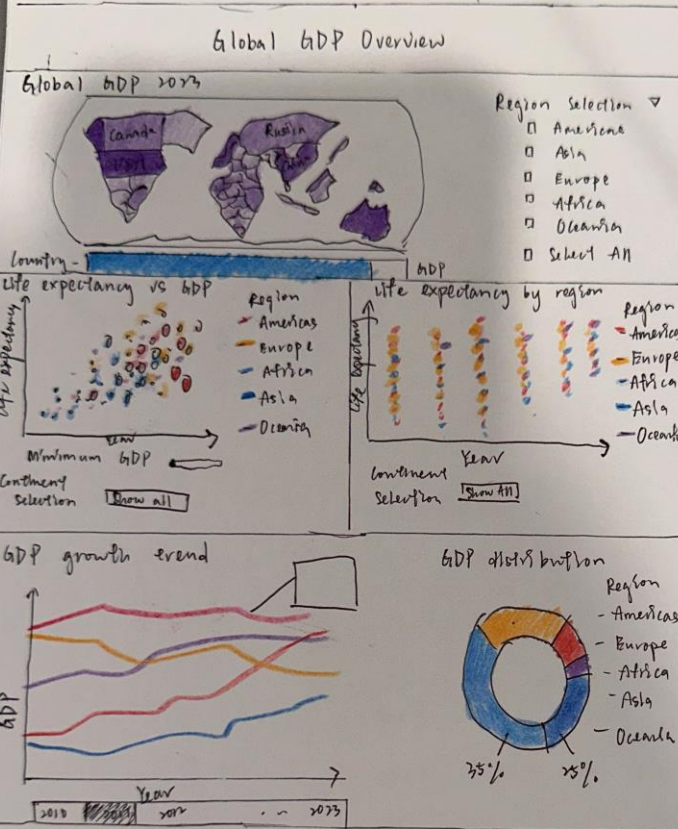 Global GDP Overview
Global GDP 2023
Canada
USA
Russia
Region Selection
Americas
Asia
Europe
Africa
Oceania
Select All
Country -
GDP
Life expectancy vs GDP
Life expectancy
Year
Region
Americas
Europe
Africa
Asia
Oceania
Minimum GDP
Continent
Selection
Show all
Life expectancy by region
Life expectancy
Year
Region
America
Europe
Africa
Asia
Oceania
Continent
Selection
Show All
GDP growth trend
GDP
Year
2010
2012
. . ~ 2023
GDP distribution
Region
- Americas
- Europe
- Africa
- Asia
- Oceania
35%
25%